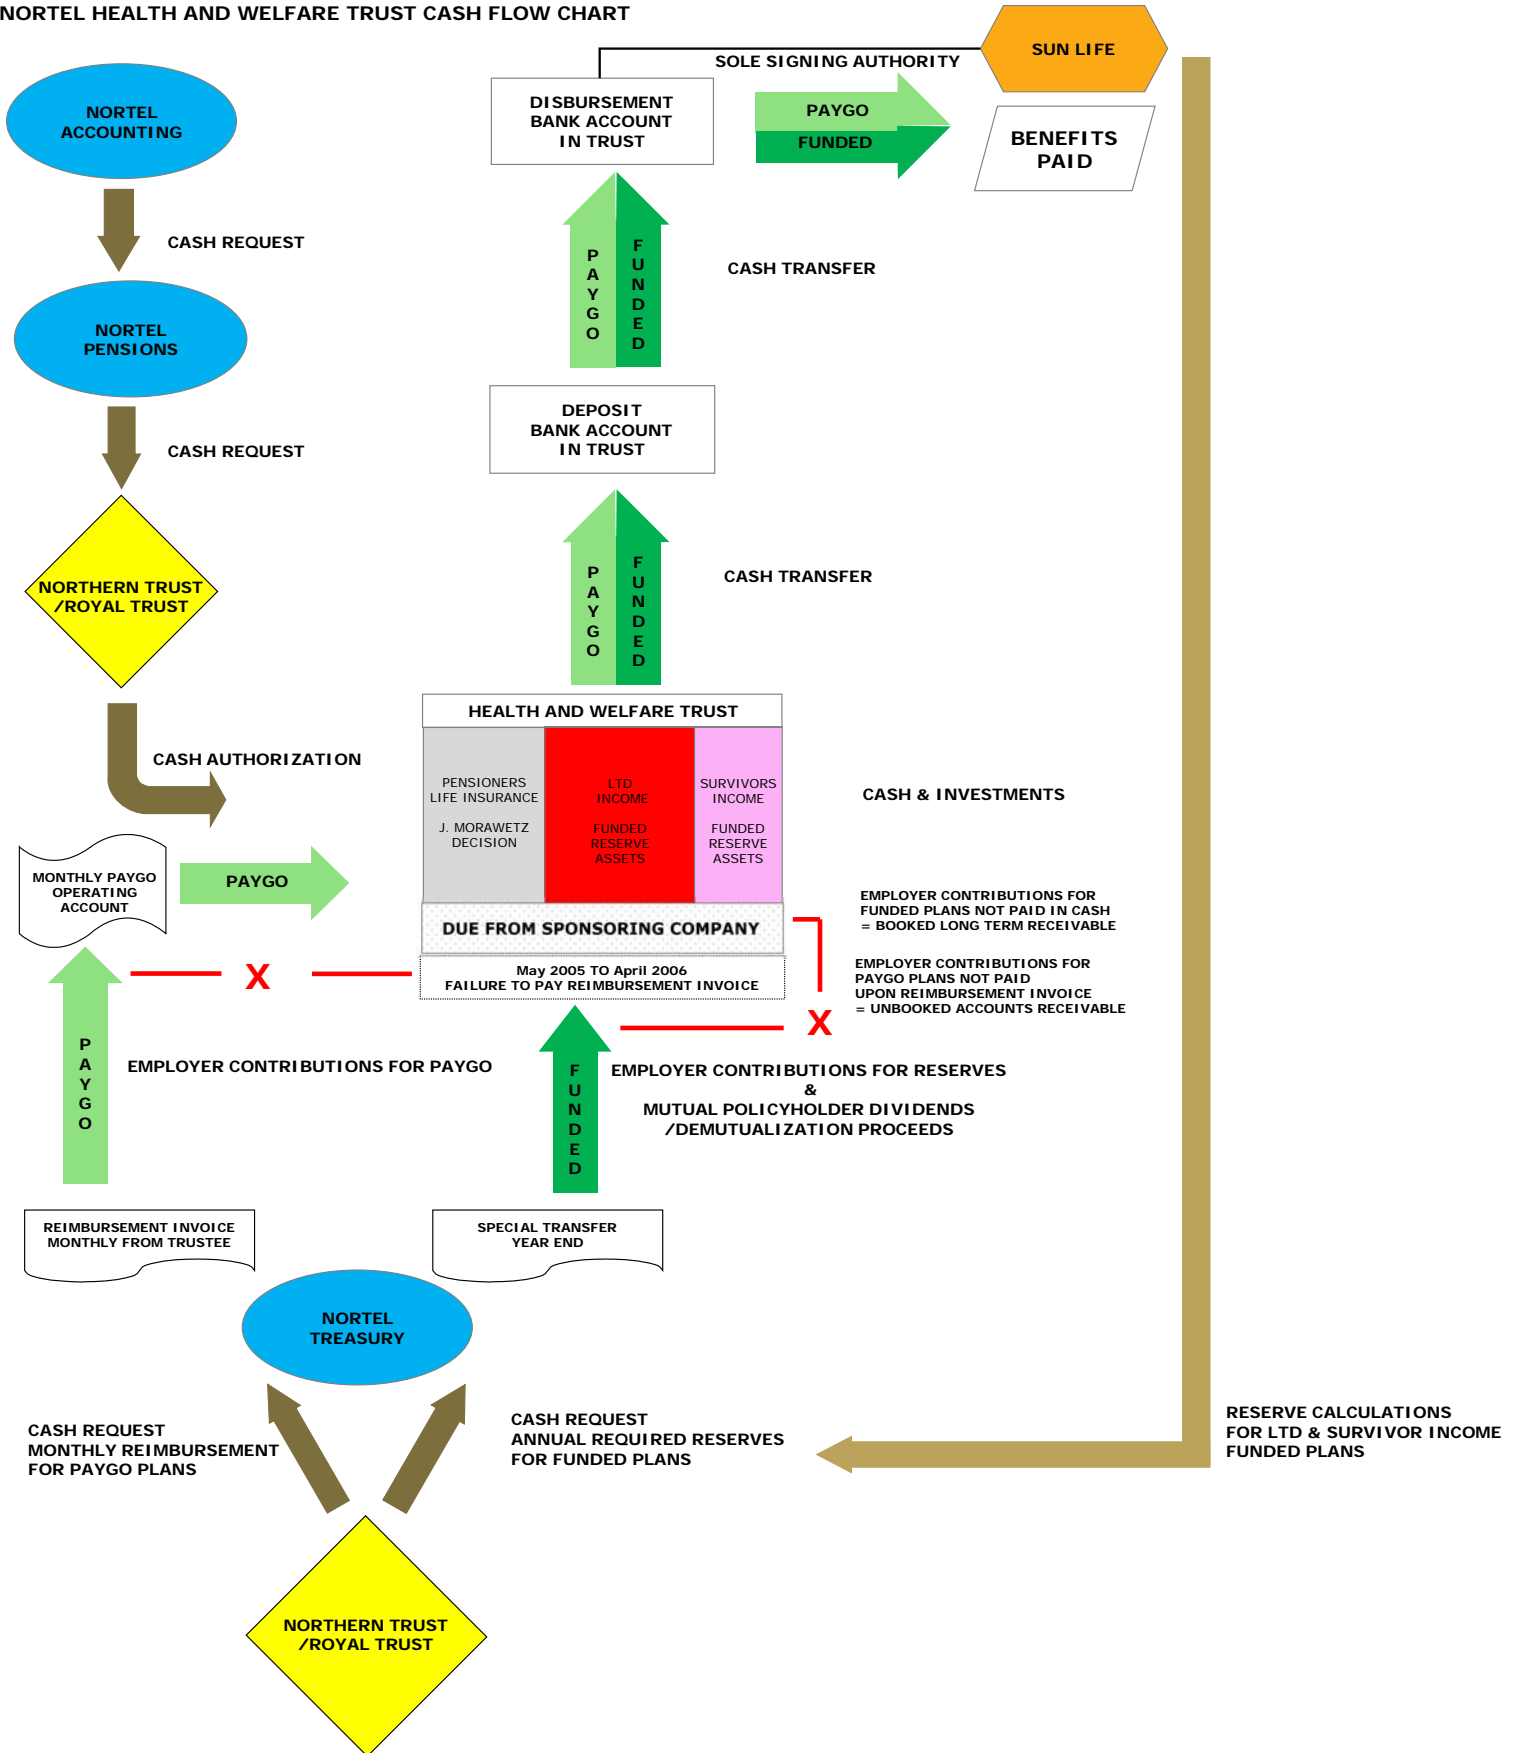 NORTEL HEALTH AND WELFARE TRUST CASH FLOW CHART
SUN LIFE
SOLE SIGNING AUTHORITY
NORTEL
ACCOUNTING
DISBURSEMENT
BANK ACCOUNT
IN TRUST
PAYGO
FUNDED
BENEFITS
PAID
CASH REQUEST
P
A
Y
G
O
F
U
N
D
E
D
CASH TRANSFER
NORTEL
PENSIONS
DEPOSIT
BANK ACCOUNT
IN TRUST
CASH REQUEST
NORTHERN TRUST
/ROYAL TRUST
P
A
Y
G
O
F
U
N
D
E
D
CASH TRANSFER
HEALTH AND WELFARE TRUST
CASH AUTHORIZATION
PENSIONERS
LIFE INSURANCE
J. MORAWETZ
DECISION
LTD
INCOME
FUNDED
RESERVE
ASSETS
SURVIVORS
INCOME
FUNDED
RESERVE
ASSETS
CASH & INVESTMENTS
MONTHLY PAYGO
OPERATING
ACCOUNT
PAYGO
DUE FROM SPONSORING COMPANY
EMPLOYER CONTRIBUTIONS FOR
FUNDED PLANS NOT PAID IN CASH
= BOOKED LONG TERM RECEIVABLE
X
May 2005 TO April 2006
FAILURE TO PAY REIMBURSEMENT INVOICE
EMPLOYER CONTRIBUTIONS FOR
PAYGO PLANS NOT PAID
UPON REIMBURSEMENT INVOICE
= UNBOOKED ACCOUNTS RECEIVABLE
X
P
A
Y
G
O
EMPLOYER CONTRIBUTIONS FOR PAYGO
F
U
N
D
E
D
EMPLOYER CONTRIBUTIONS FOR RESERVES
&
MUTUAL POLICYHOLDER DIVIDENDS
/DEMUTUALIZATION PROCEEDS
REIMBURSEMENT INVOICE
MONTHLY FROM TRUSTEE
SPECIAL TRANSFER
YEAR END
NORTEL
TREASURY
CASH REQUEST
MONTHLY REIMBURSEMENT
FOR PAYGO PLANS
CASH REQUEST
ANNUAL REQUIRED RESERVES
FOR FUNDED PLANS
RESERVE CALCULATIONS
FOR LTD & SURVIVOR INCOME
FUNDED PLANS
NORTHERN TRUST
/ROYAL TRUST